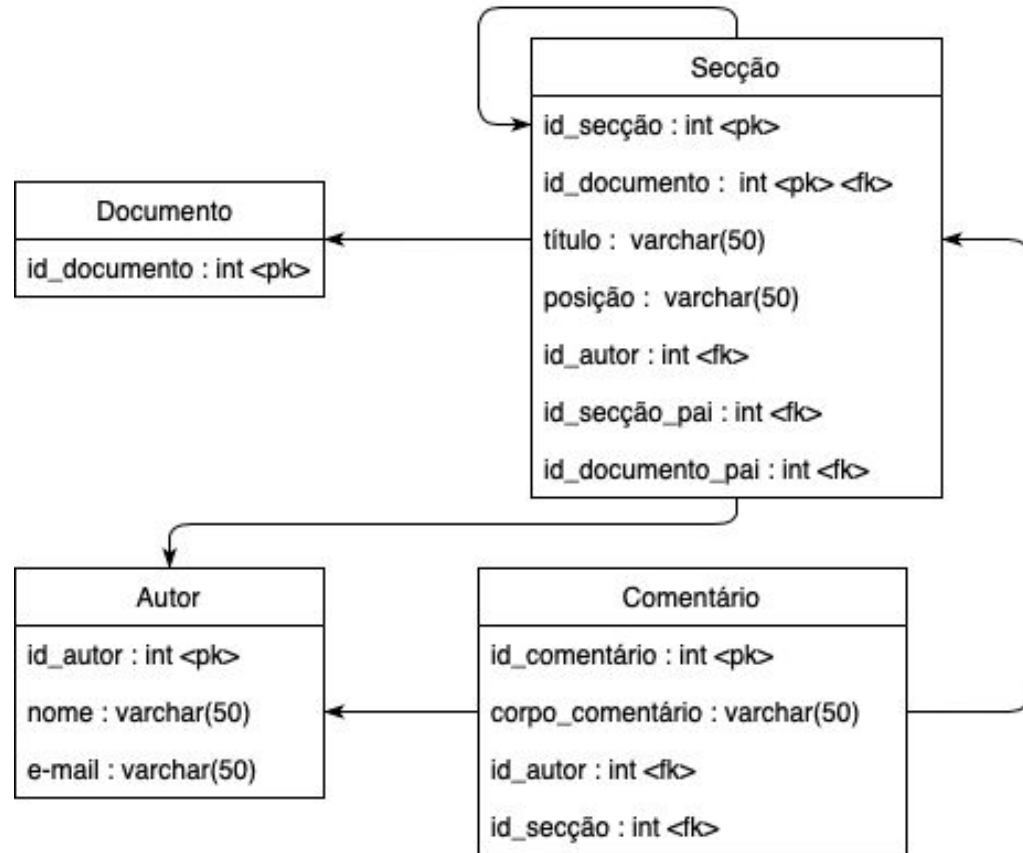 Secção
id_secção : int <pk>
id_documento :  int <pk> <fk>
título :  varchar(50)
posição :  varchar(50)
id_autor : int <fk>
id_secção_pai : int <fk>
id_documento_pai : int <fk>
Documento
id_documento : int <pk>
Autor
id_autor : int <pk>
nome : varchar(50)
e-mail : varchar(50)
Comentário
id_comentário : int <pk>
corpo_comentário : varchar(50)
id_autor : int <fk>
id_secção : int <fk>